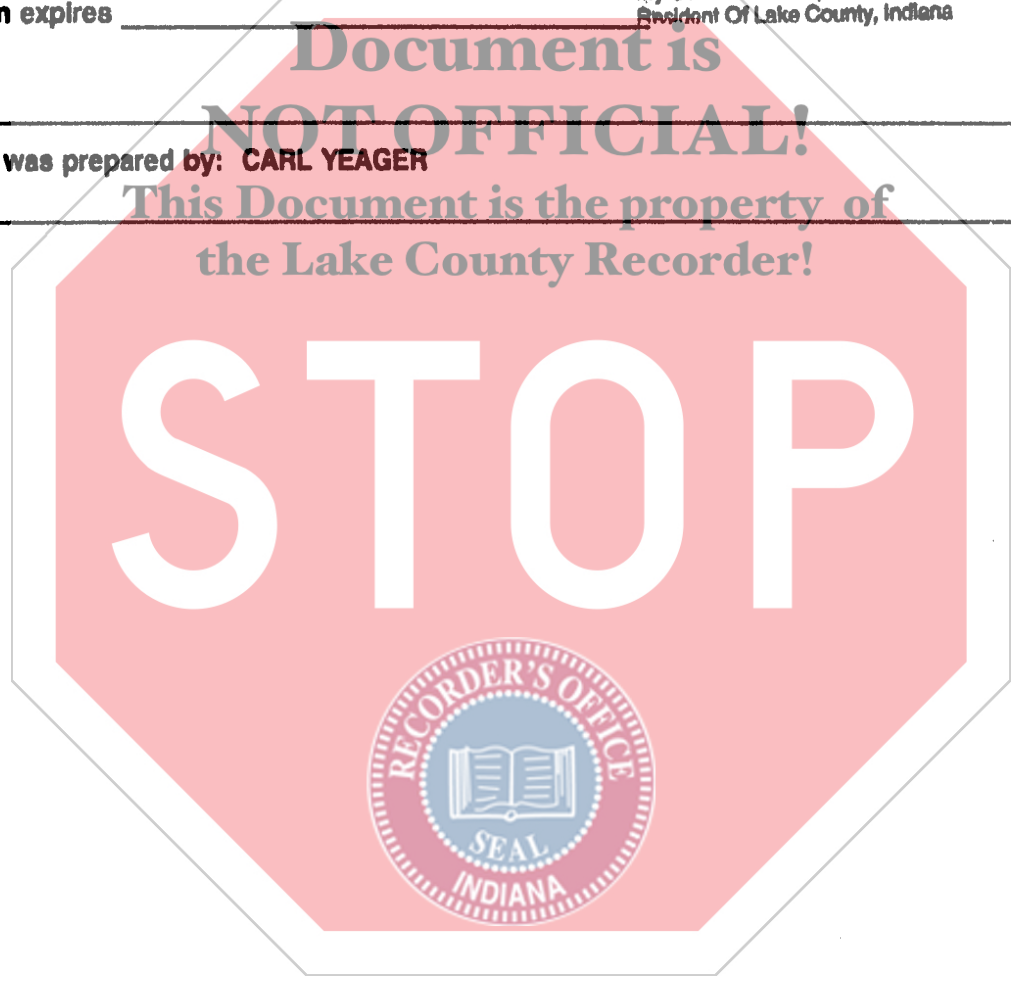 n expires
Resident Of Lake County, Indiana
Document is
NOT OFFICIAL!
was prepared by: CARL YEAGER
This Document is the property of
the Lake County Recorder!
STOP
RECORDER'S OFFICE
SEAL
INDIANA